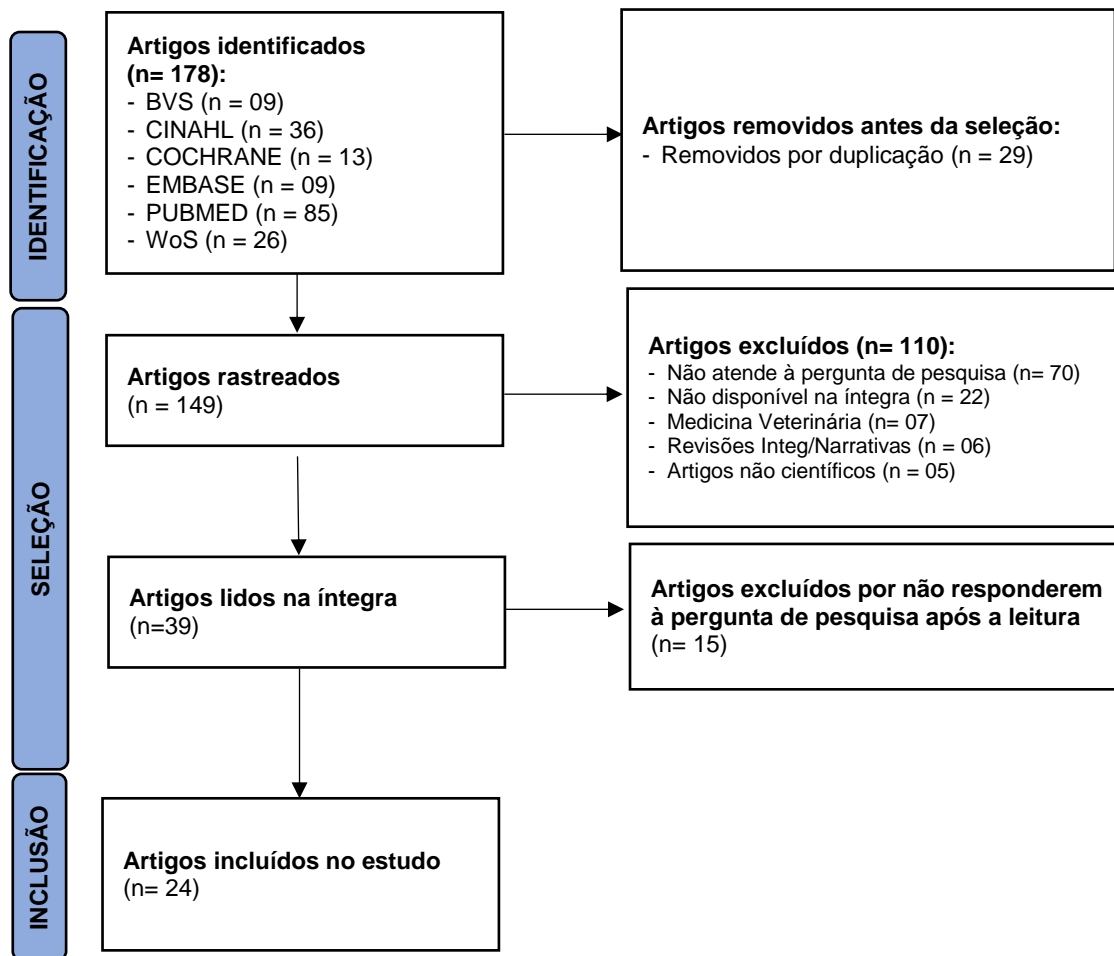 IDENTIFICAÇÃO
Artigos identificados
(n= 178):
- BVS (n = 09)
- CINAHL (n = 36)
- COCHRANE (n = 13)
- EMBASE (n = 09)
- PUBMED (n = 85)
- WoS (n = 26)
Artigos removidos antes da seleção:
- Removidos por duplicação (n = 29)
SELEÇÃO
Artigos rastreados
(n = 149)
Artigos excluídos (n= 110):
- Não atende à pergunta de pesquisa (n= 70)
- Não disponível na íntegra (n = 22)
- Medicina Veterinária (n= 07)
- Revisões Integ/Narrativas (n = 06)
- Artigos não científicos (n = 05)
Artigos lidos na íntegra
(n=39)
Artigos excluídos por não responderem
à pergunta de pesquisa após a leitura
(n= 15)
INCLUSÃO
Artigos incluídos no estudo
(n= 24)